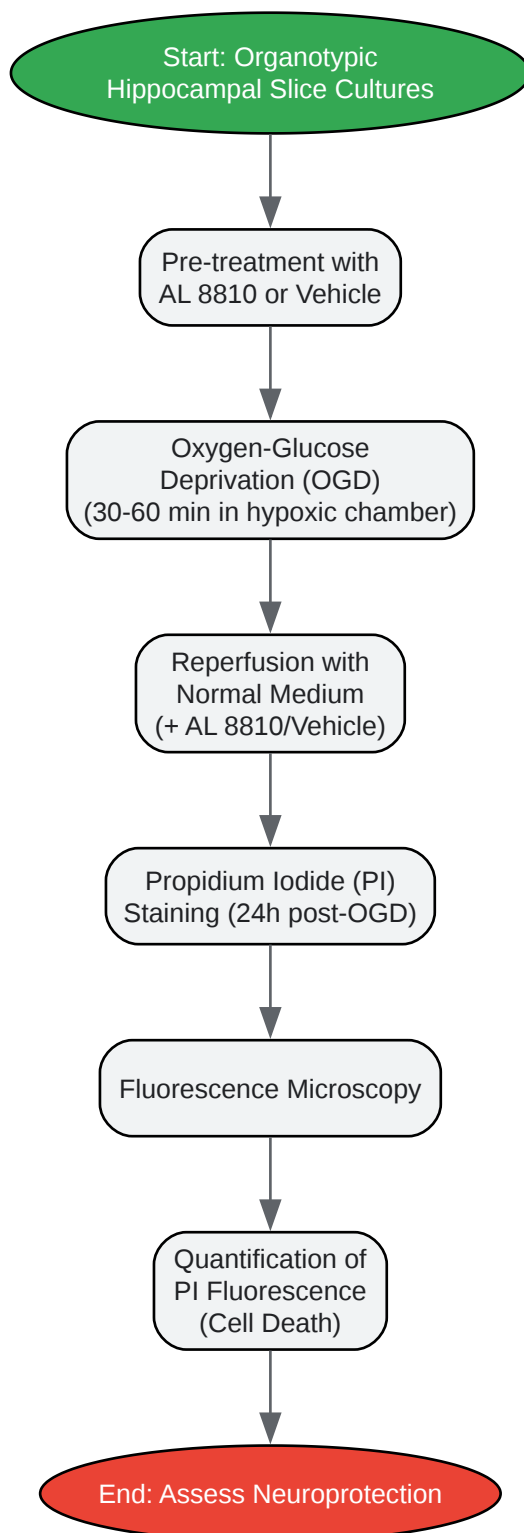 Start: Organotypic
Hippocampal Slice Cultures
Pre-treatment with
AL 8810 or Vehicle
Oxygen-Glucose
Deprivation (OGD)
(30-60 min in hypoxic chamber)
Reperfusion with
Normal Medium
(+ AL 8810/Vehicle)
Propidium Iodide (PI)
Staining (24h post-OGD)
Fluorescence Microscopy
Quantification of
PI Fluorescence
(Cell Death)
End: Assess Neuroprotection